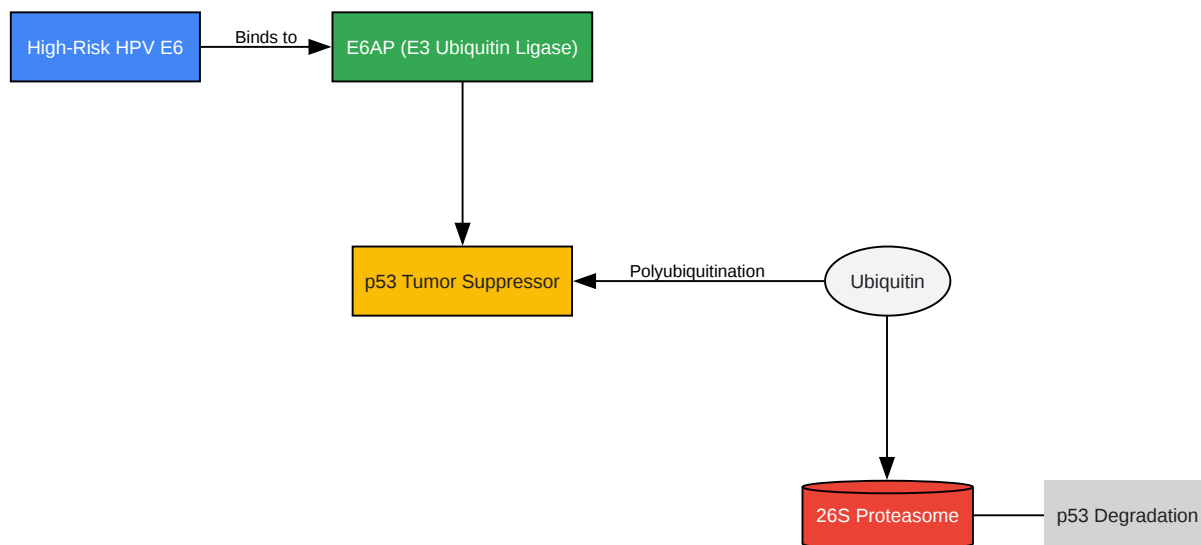 High-Risk HPV E6
Binds to
E6AP (E3 Ubiquitin Ligase)
p53 Tumor Suppressor
Polyubiquitination
Ubiquitin
26S Proteasome
p53 Degradation